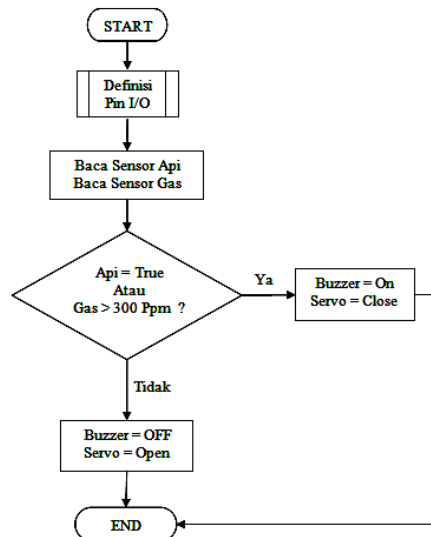 START
Definisi
Pin I/O
Baca Sensor Api
Baca Sensor Gas
Api = True
Atau
Gas > 300 Ppm ?
Ya
Buzzer = On
Servo = Close
Tidak
Buzzer = OFF
Servo = Open
END